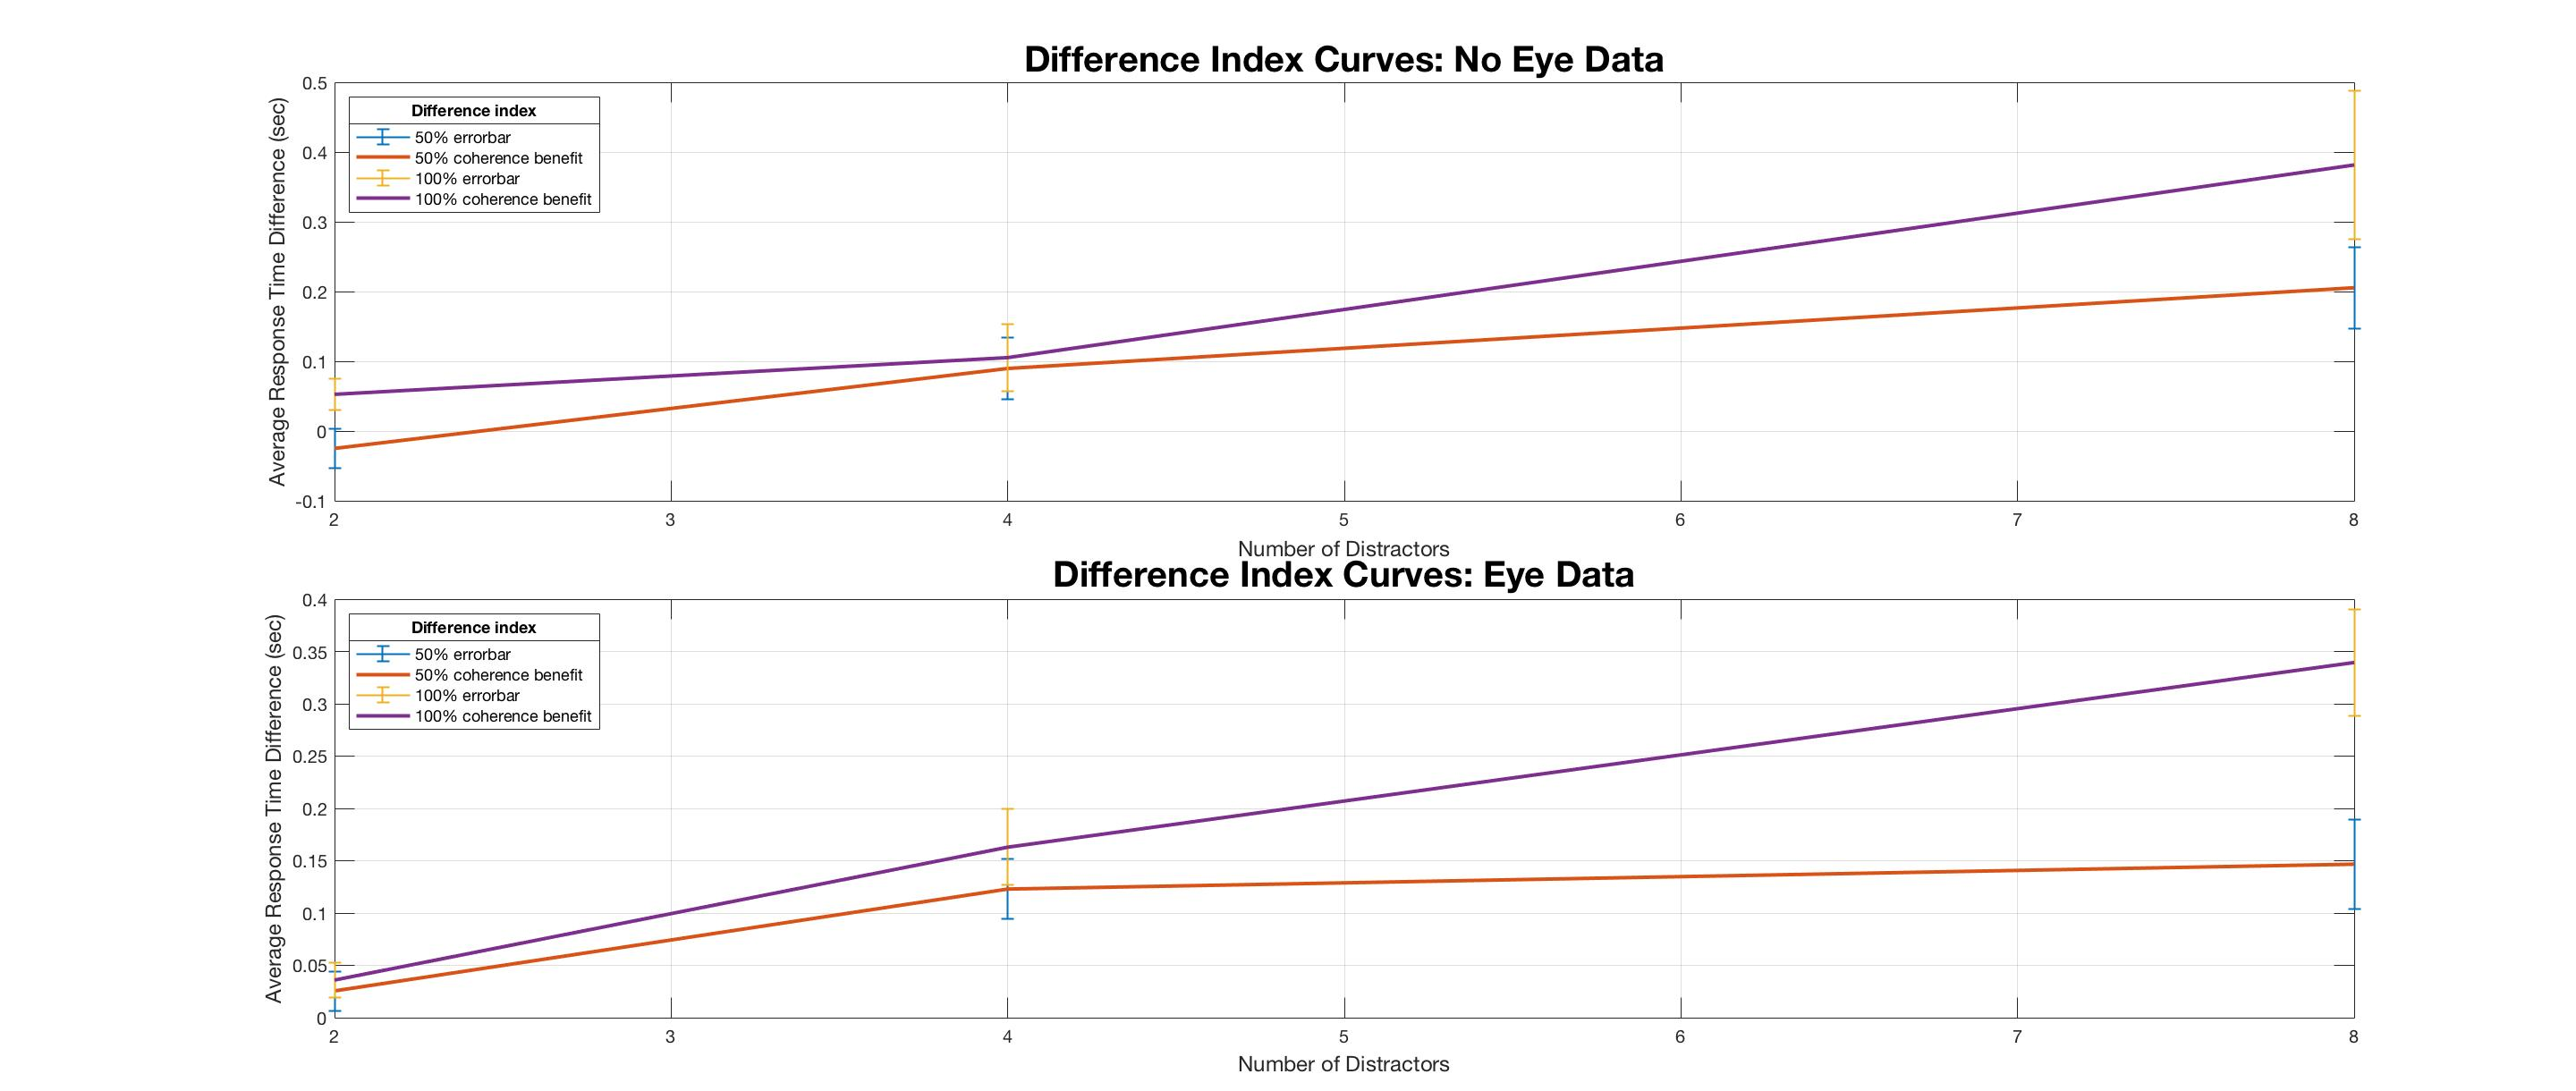 Difference Index Curves: No Eye Data
Average Response Time Difference (sec)
0.5
0.4
0.3
0.2
0.1
0
-0.1
Difference index
50% errorbar
50% coherence benefit
100% errorbar
100% coherence benefit
2 3 4 5 6 7 8
Number of Distractors
Difference Index Curves: Eye Data
Average Response Time Difference (sec)
0.4
0.35
0.3
0.25
0.2
0.15
0.1
0.05
0
Difference index
50% errorbar
50% coherence benefit
100% errorbar
100% coherence benefit
2 3 4 5 6 7 8
Number of Distractors